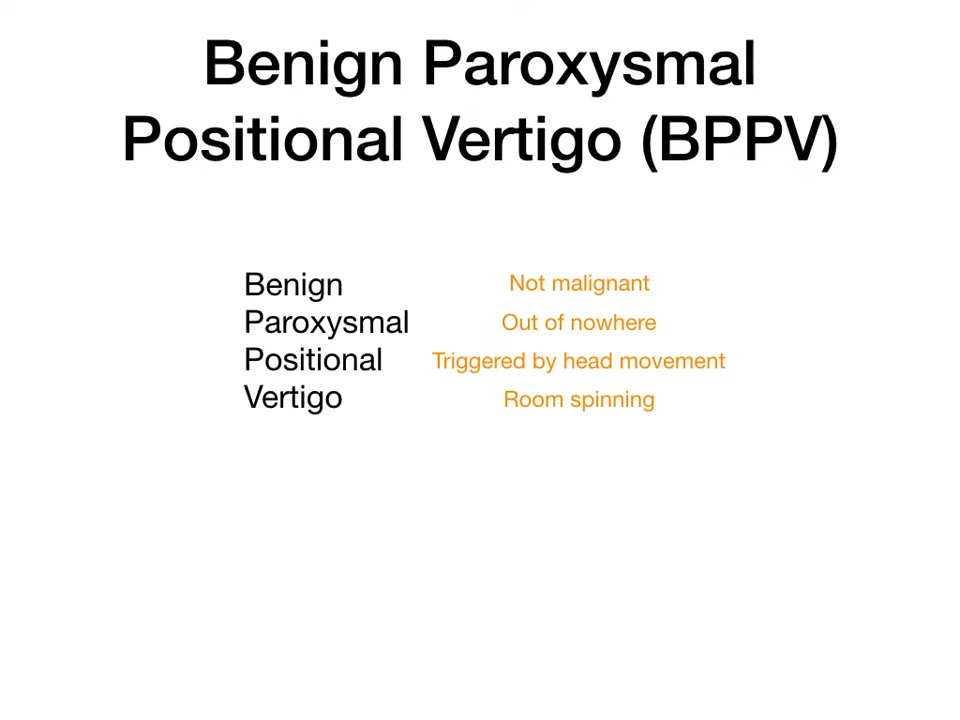 Benign Paroxysmal
Positional Vertigo (BPPV)
Benign Not malignant
Paroxysmal Out of nowhere
Positional Triggered by head movement
Vertigo Room spinning